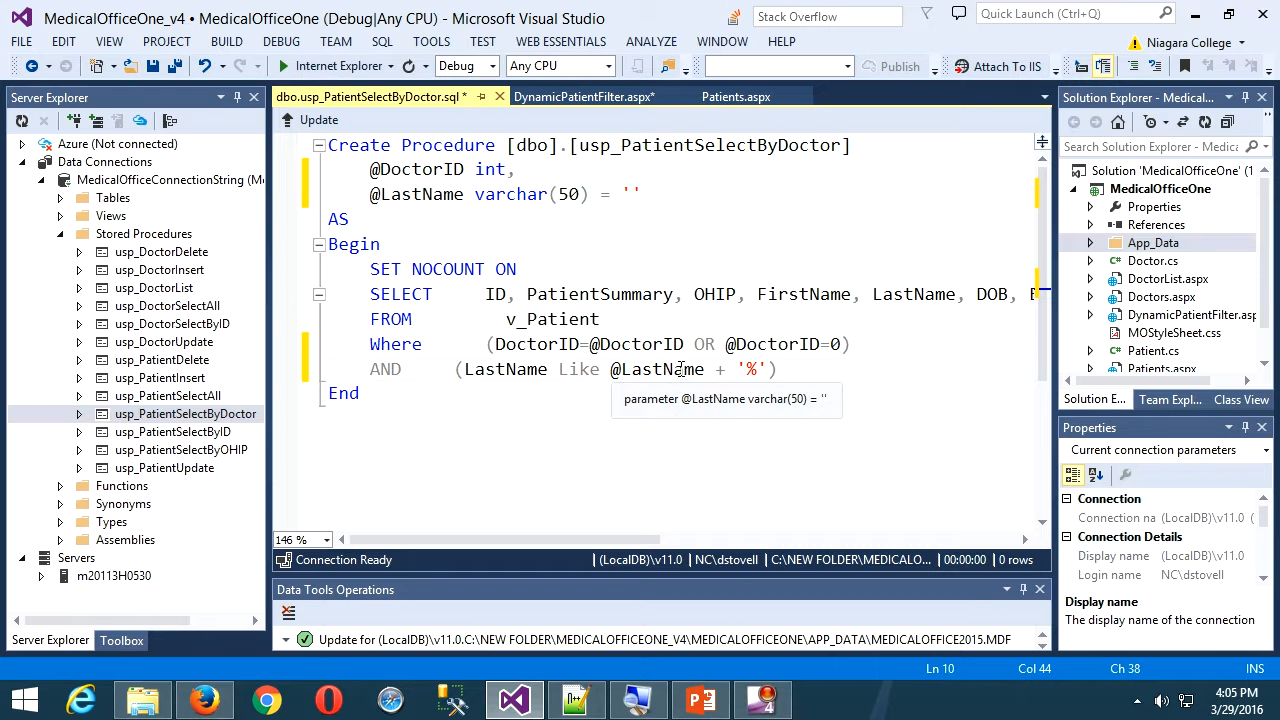 MedicalOfficeOne_v4 • MedicalOfficeOne (Debug|Any CPU) - Microsoft Visual Studio
Stack Overflow
Quick Launch (Ctrl+Q)
FILE EDIT VIEW PROJECT BUILD DEBUG TEAM SQL TOOLS TEST WEB ESSENTIALS ANALYZE WINDOW HELP
Niagara College
Internet Explorer Debug Any CPU Publish Attach To IIS
Server Explorer
Azure (Not connected)
Data Connections
MedicalOfficeConnectionString (M
Tables
Views
Stored Procedures
usp_DoctorDelete
usp_DoctorInsert
usp_DoctorList
usp_DoctorSelectAll
usp_DoctorSelectByID
usp_DoctorUpdate
usp_PatientDelete
usp_PatientInsert
usp_PatientSelectAll
usp_PatientSelectByDoctor
usp_PatientSelectByID
usp_PatientSelectByOHIP
usp_PatientUpdate
Functions
Synonyms
Types
Assemblies
Servers
m20113H0530
Server Explorer Toolbox
dbo.usp_PatientSelectByDoctor.sql * DynamicPatientFilter.aspx* Patients.aspx
Update
Create Procedure [dbo].[usp_PatientSelectByDoctor]
@DoctorID int,
@LastName varchar(50) = ''
AS
Begin
SET NOCOUNT ON
SELECT ID, PatientSummary, OHIP, FirstName, LastName, DOB, E
FROM v_Patient
Where (DoctorID=@DoctorID OR @DoctorID=0)
AND (LastName Like @LastName + '%')
End
parameter @LastName varchar(50) = ''
146 %
Connection Ready (LocalDB)\v11.0 NC\dstovell C:\NEW FOLDER\MEDICALO... 00:00:00 0 rows
Data Tools Operations
Update for (LocalDB)\v11.0.C:\NEW FOLDER\MEDICALOFFICEONE_V4\MEDICALOFFICEONE\APP_DATA\MEDICALOFFICE2015.MDF
Solution Explorer - Medical...
Search Solution Explorer - Medic
Solution 'MedicalOfficeOne' (1
MedicalOfficeOne
Properties
References
App_Data
Doctor.cs
DoctorList.aspx
Doctors.aspx
DynamicPatientFilter.asp
MOStyleSheet.css
Patient.cs
Patients.aspx
Solution E... Team Expl... Class View
Properties
Current connection parameters
Connection
Connection na (LocalDB)\v11.0 (
Connection Details
Display name (LocalDB)\v11.0
Login name NC\dstovell
Display name
The display name of the connection
Ln 10 Col 44 Ch 38 INS
4:05 PM
3/29/2016